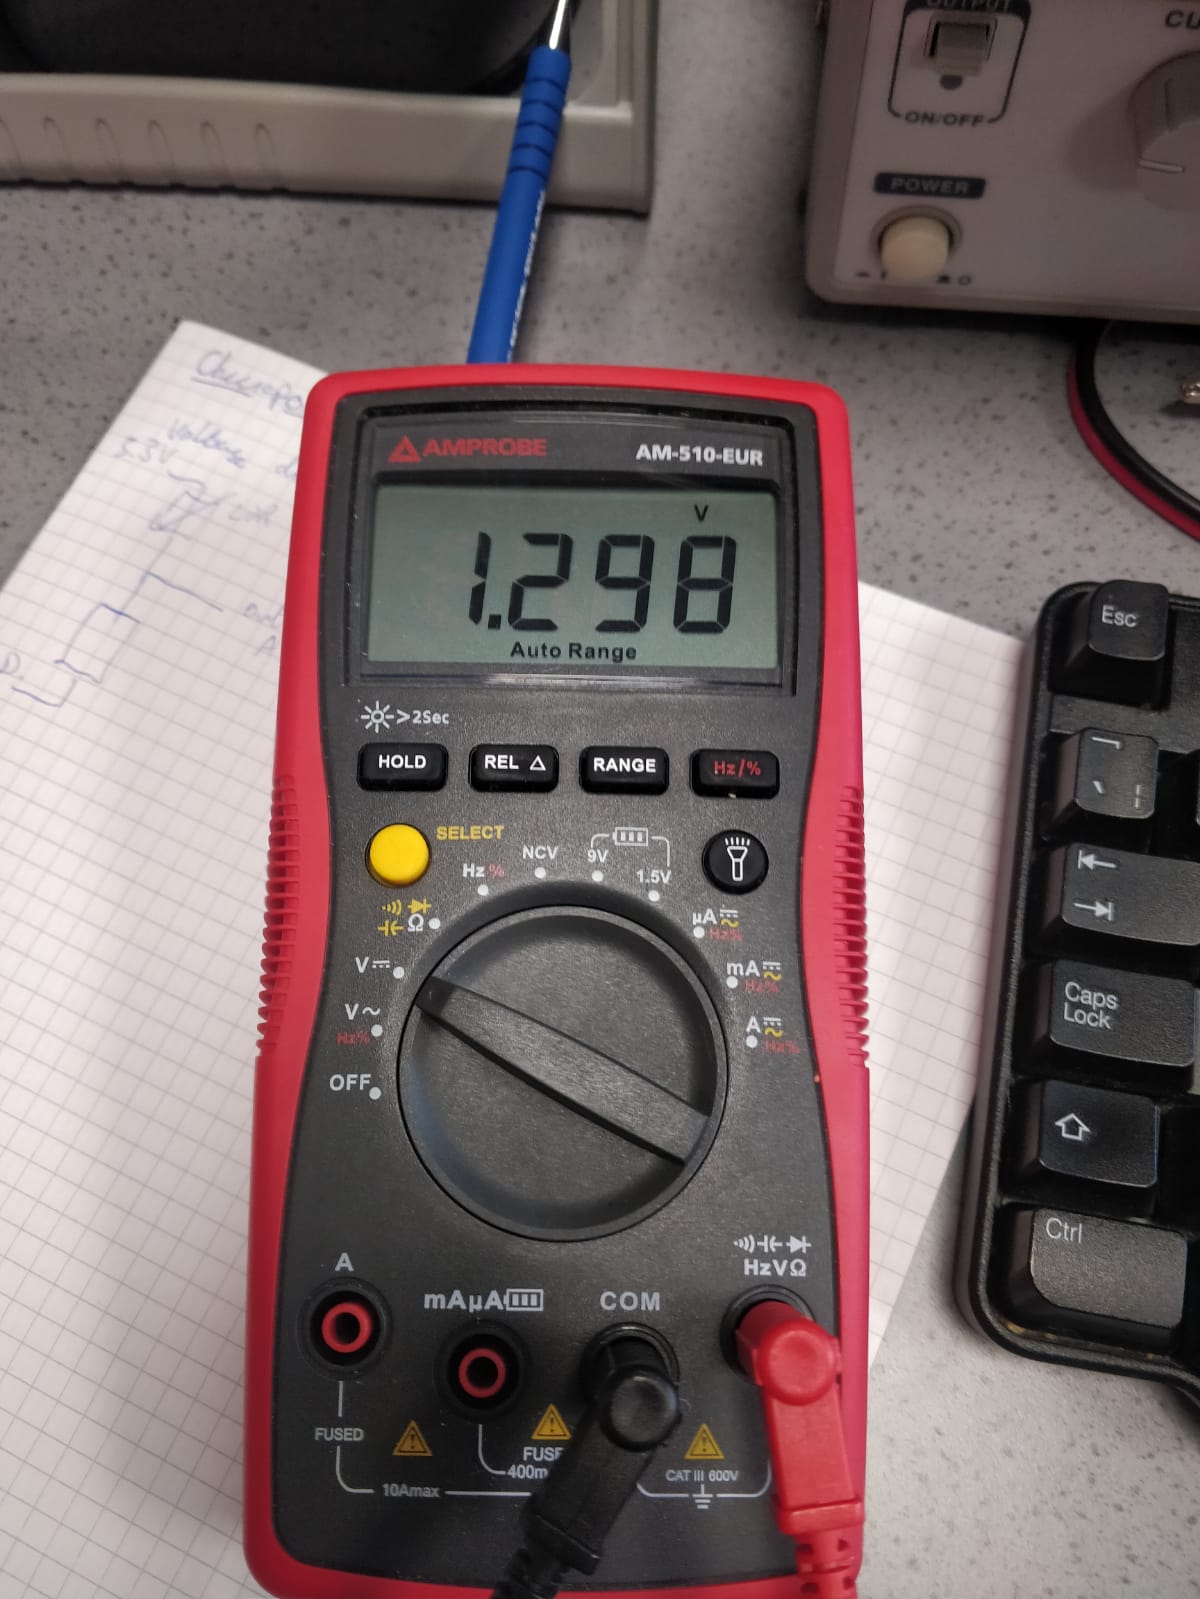 OUTPUT
ON/OFF
POWER
Voltage
AMPROBE
AM-510-EUR
V
1.298
Auto Range
>2Sec
HOLD
REL Δ
RANGE
Hz/%
SELECT
Hz %
NCV
9V
1.5V
Ω
V
V~
Hz%
OFF
µA
Hz%
mA
Hz%
A
Hz%
A
mAµA
COM
HzVΩ
FUSED
10Amax
CAT III 600V
Esc
Caps
Lock
Ctrl